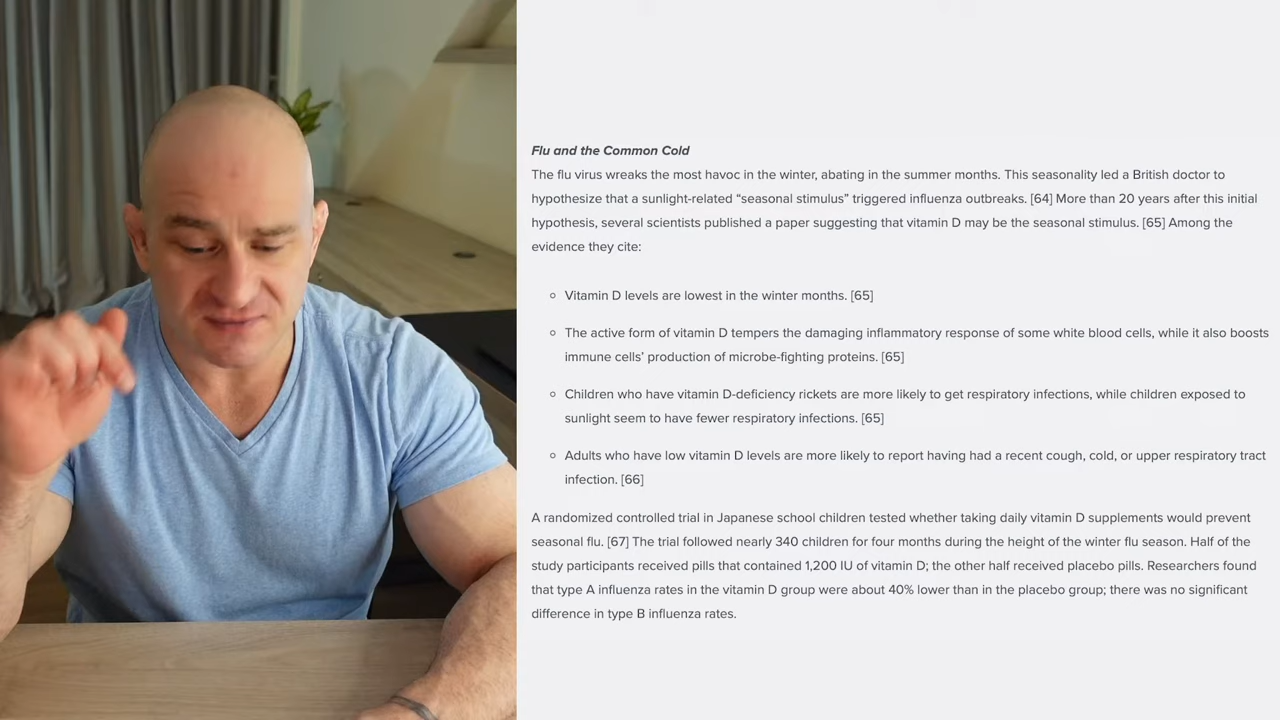 Flu and the Common Cold
The flu virus wreaks the most havoc in the winter, abating in the summer months. This seasonality led a British doctor to
hypothesize that a sunlight-related “seasonal stimulus” triggered influenza outbreaks. [64] More than 20 years after this initial
hypothesis, several scientists published a paper suggesting that vitamin D may be the seasonal stimulus. [65] Among the
evidence they cite:
Vitamin D levels are lowest in the winter months. [65]
The active form of vitamin D tempers the damaging inflammatory response of some white blood cells, while it also boosts
immune cells’ production of microbe-fighting proteins. [65]
Children who have vitamin D-deficiency rickets are more likely to get respiratory infections, while children exposed to
sunlight seem to have fewer respiratory infections. [65]
Adults who have low vitamin D levels are more likely to report having had a recent cough, cold, or upper respiratory tract
infection. [66]
A randomized controlled trial in Japanese school children tested whether taking daily vitamin D supplements would prevent
seasonal flu. [67] The trial followed nearly 340 children for four months during the height of the winter flu season. Half of the
study participants received pills that contained 1,200 IU of vitamin D; the other half received placebo pills. Researchers found
that type A influenza rates in the vitamin D group were about 40% lower than in the placebo group; there was no significant
difference in type B influenza rates.